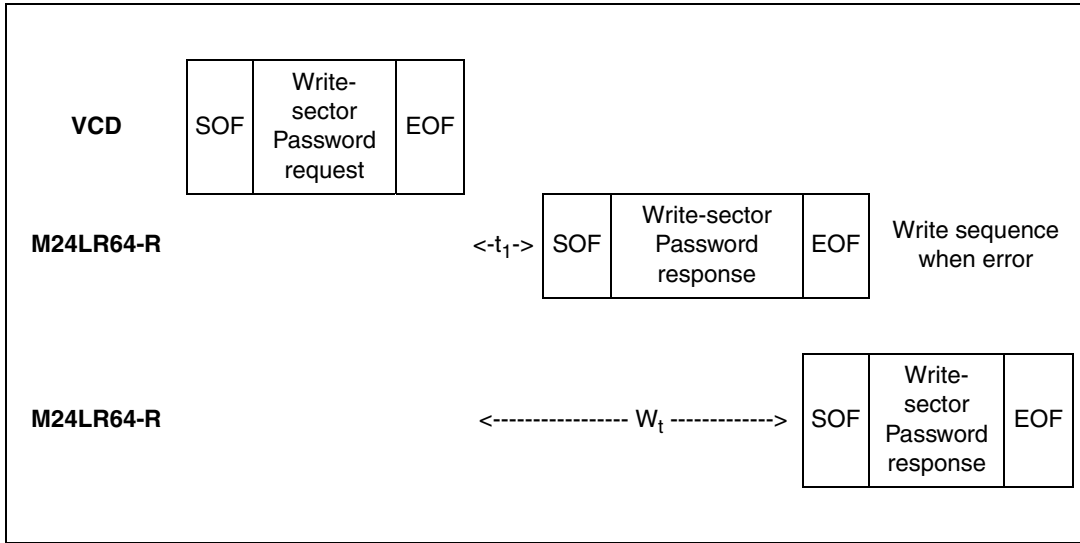 VCD
SOF
Write-
sector
Password
request
EOF
M24LR64-R
<-t1->
SOF
Write-sector
Password
response
EOF
Write sequence
when error
M24LR64-R
<---------------- Wt ------------>
SOF
Write-
sector
Password
response
EOF